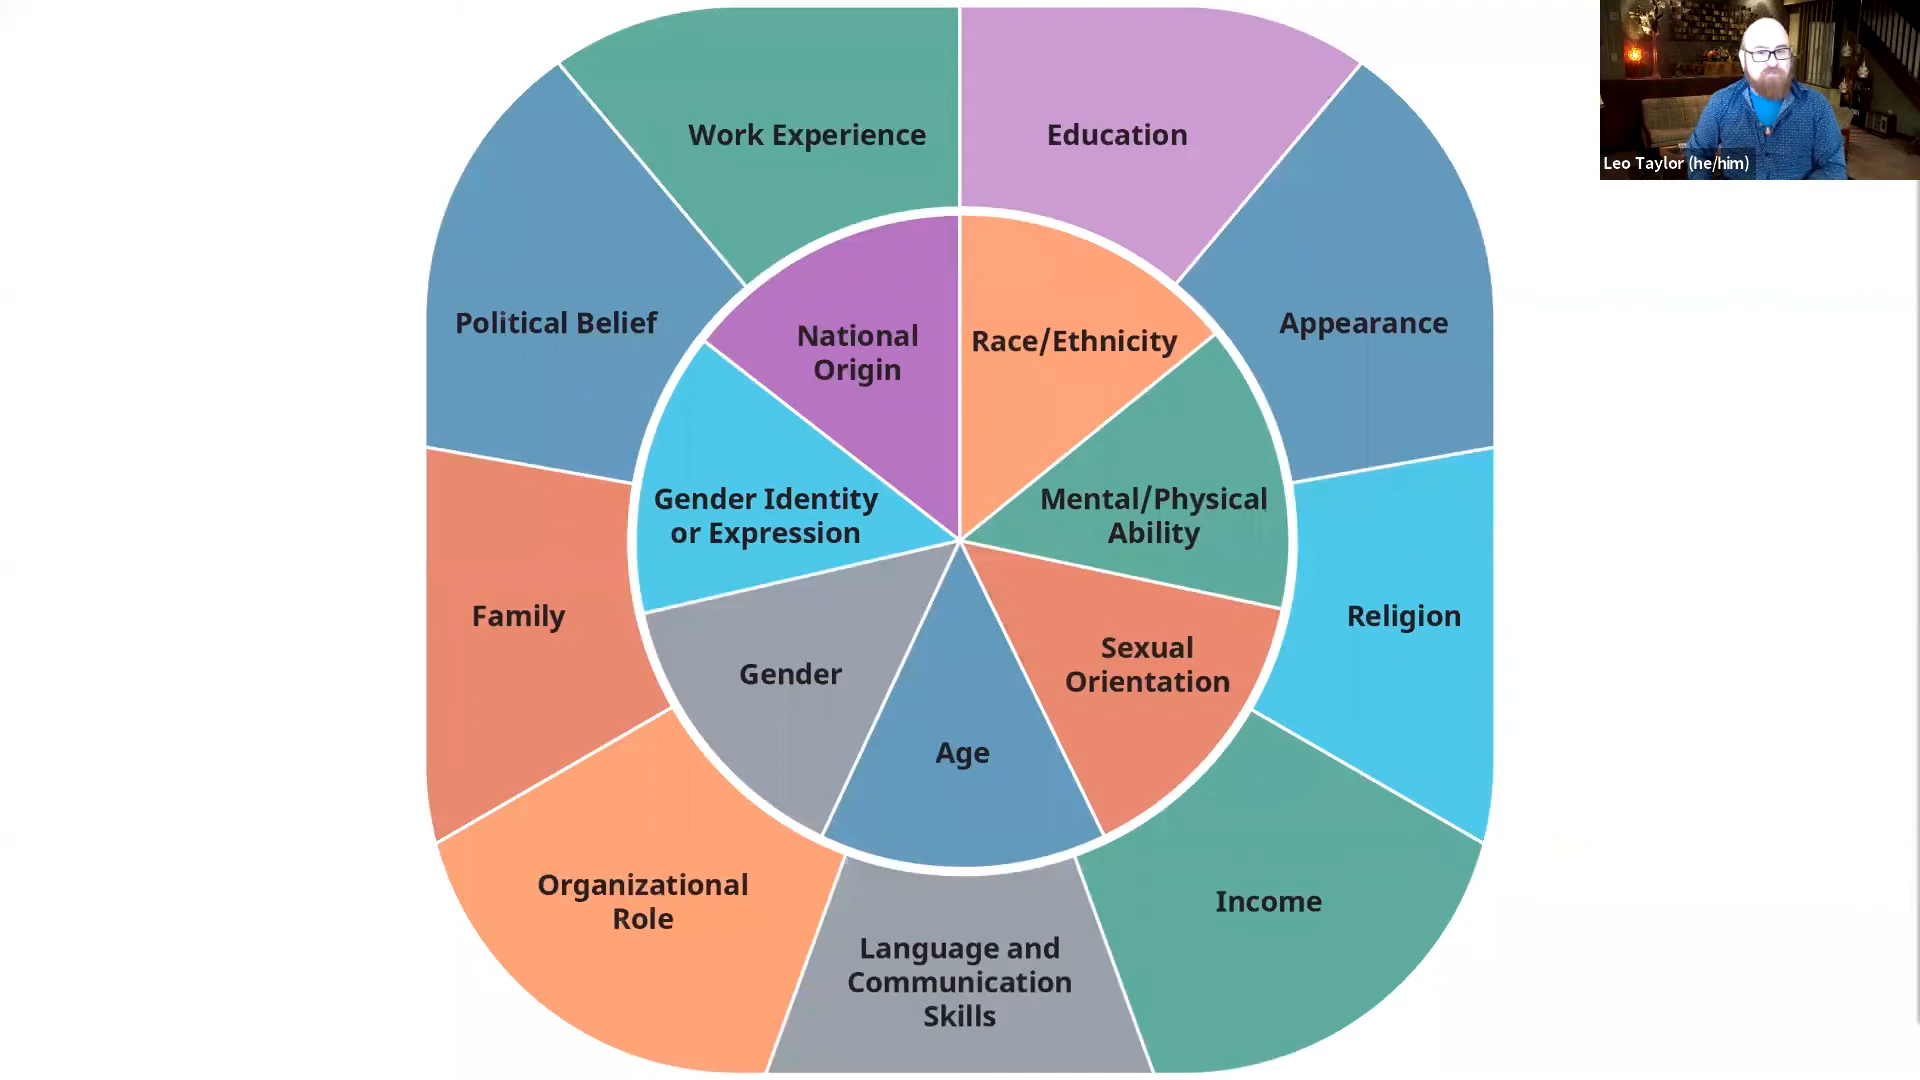 Work Experience
Education
Political Belief
Appearance
National
Origin
Race/Ethnicity
Gender Identity
or Expression
Mental/Physical
Ability
Family
Religion
Gender
Sexual
Orientation
Age
Organizational
Role
Income
Language and
Communication
Skills
Leo Taylor (he/him)